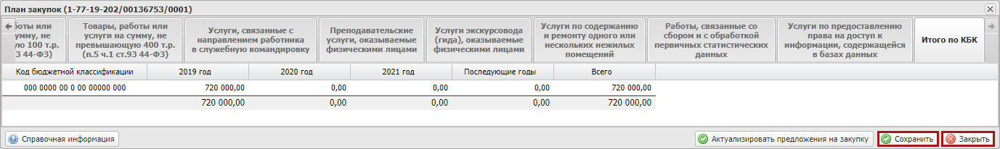 План закупок (1-77-19-202/00136753/0001)
боты или
умму, не
ую 100 т.р.
93 44-ФЗ)
Товары, работы или
услуги на сумму, не
превышающую 400 т.р.
(п.5 ч.1 ст.93 44-ФЗ)
Услуги, связанные с
направлением работника
в служебную командировку
Преподавательские
услуги, оказываемые
физическими лицами
Услуги экскурсовода
(гида), оказываемые
физическими лицами
Услуги по содержанию
и ремонту одного или
нескольких нежилых
помещений
Работы, связанные со
сбором и с обработкой
первичных статистических
данных
Услуги по предоставлению
права на доступ к
информации, содержащейся
в базах данных
Итого по КБК
Код бюджетной классификации 2019 год 2020 год 2021 год Последующие годы Всего
000 0000 00 0 00 00000 000 720 000,00 0,00 0,00 0,00 720 000,00
720 000,00 0,00 0,00 0,00 720 000,00
Справочная информация Актуализировать предложения на закупку Сохранить Закрыть